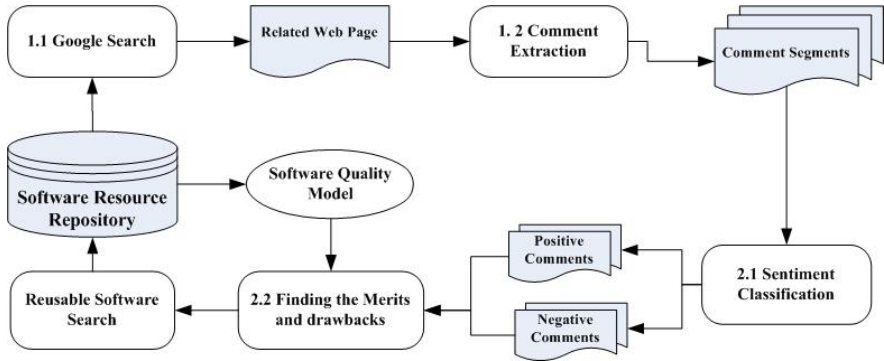 1.1 Google Search
Related Web Page
1. 2 Comment
Extraction
Comment Segments
Software Resource
Repository
Software Quality
Model
Positive
Comments
Negative
Comments
2.1 Sentiment
Classification
Reusable Software
Search
2.2 Finding the Merits
and drawbacks